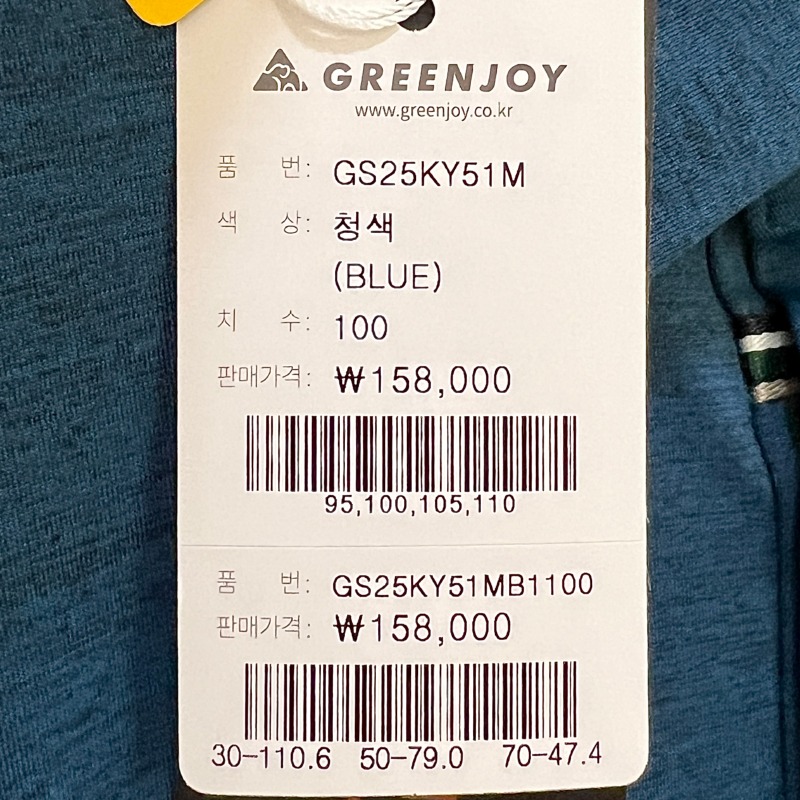 GREENJOY
www.greenjoy.co.kr
품 번: GS25KY51M
색 상: 청색
(BLUE)
치 수: 100
판매가격: ₩158,000
95,100,105,110
품 번: GS25KY51MB1100
판매가격: ₩158,000
30-110.6 50-79.0 70-47.4